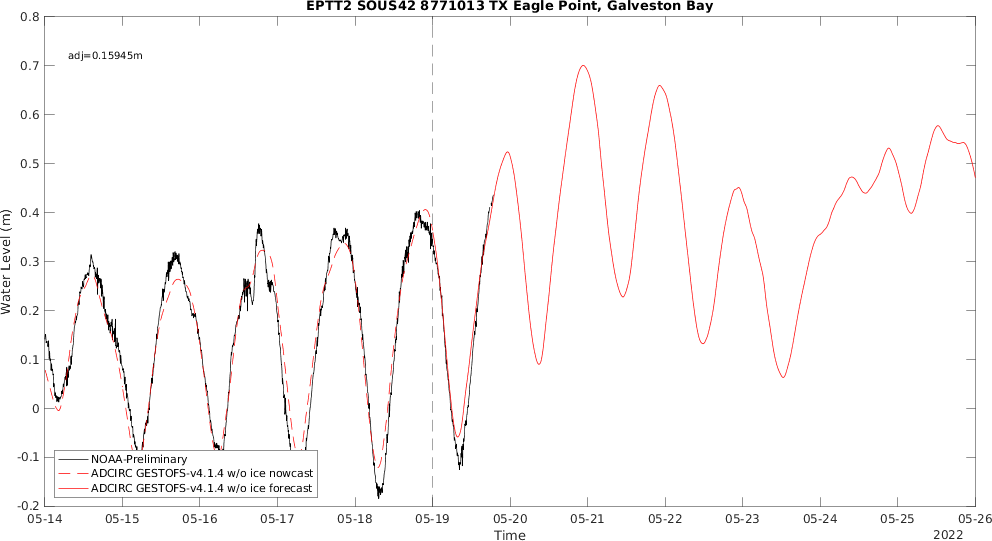 EPTT2 SOUS42 8771013 TX Eagle Point, Galveston Bay
adj=0.15945m
0.8
0.7
0.6
0.5
0.4
0.3
0.2
0.1
0
-0.1
-0.2
Water Level (m)
NOAA-Preliminary
ADCIRC GESTOFS-v4.1.4 w/o ice nowcast
ADCIRC GESTOFS-v4.1.4 w/o ice forecast
05-14 05-15 05-16 05-17 05-18 05-19 05-20 05-21 05-22 05-23 05-24 05-25 05-26
Time
2022